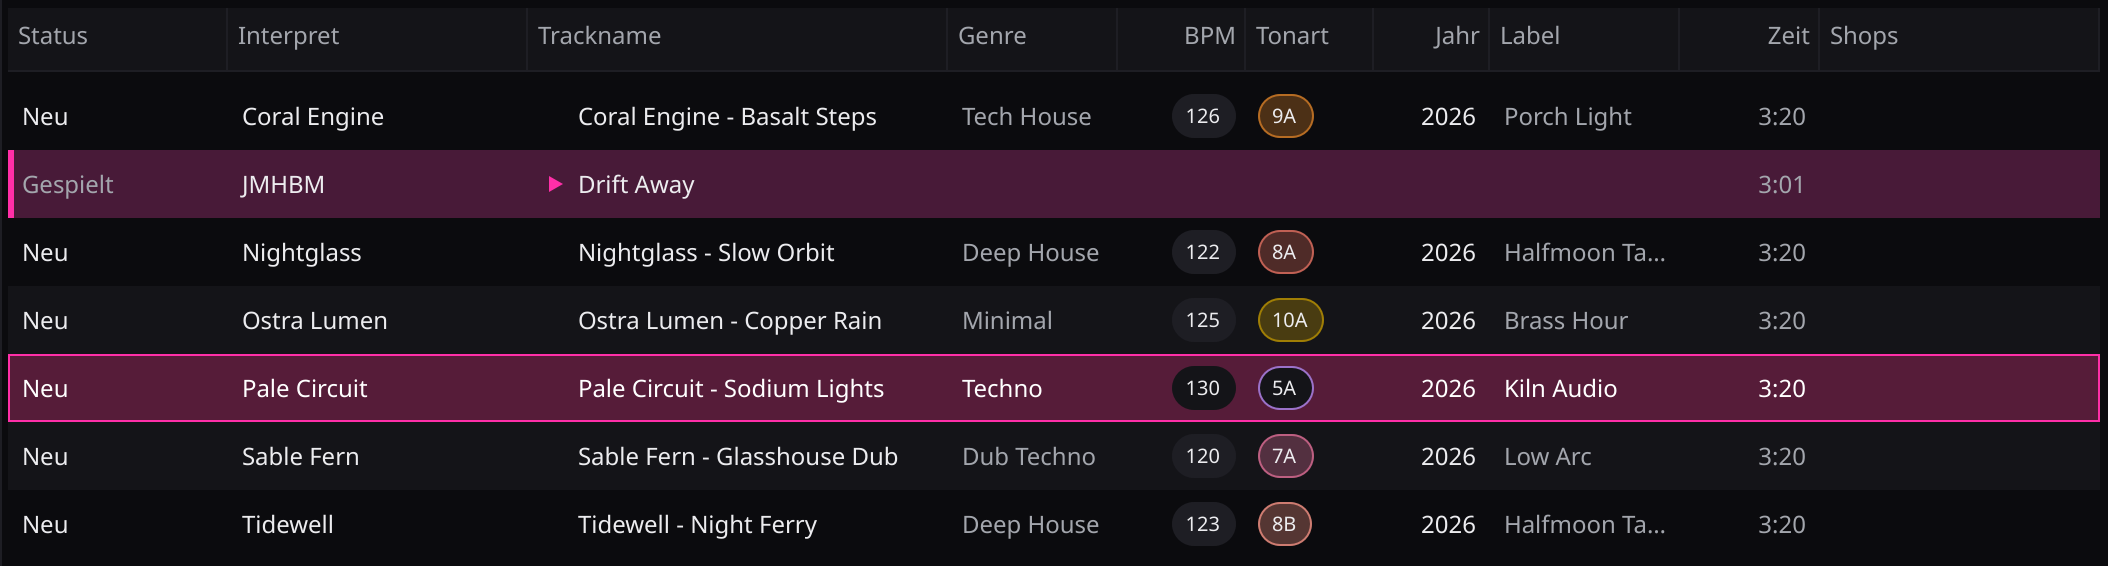 Status Interpret Trackname Genre BPM Tonart Jahr Label Zeit Shops
Neu Coral Engine Coral Engine - Basalt Steps Tech House 126 9A 2026 Porch Light 3:20
Gespielt JMHBM Drift Away 3:01
Neu Nightglass Nightglass - Slow Orbit Deep House 122 8A 2026 Halfmoon Ta... 3:20
Neu Ostra Lumen Ostra Lumen - Copper Rain Minimal 125 10A 2026 Brass Hour 3:20
Neu Pale Circuit Pale Circuit - Sodium Lights Techno 130 5A 2026 Kiln Audio 3:20
Neu Sable Fern Sable Fern - Glasshouse Dub Dub Techno 120 7A 2026 Low Arc 3:20
Neu Tidewell Tidewell - Night Ferry Deep House 123 8B 2026 Halfmoon Ta... 3:20